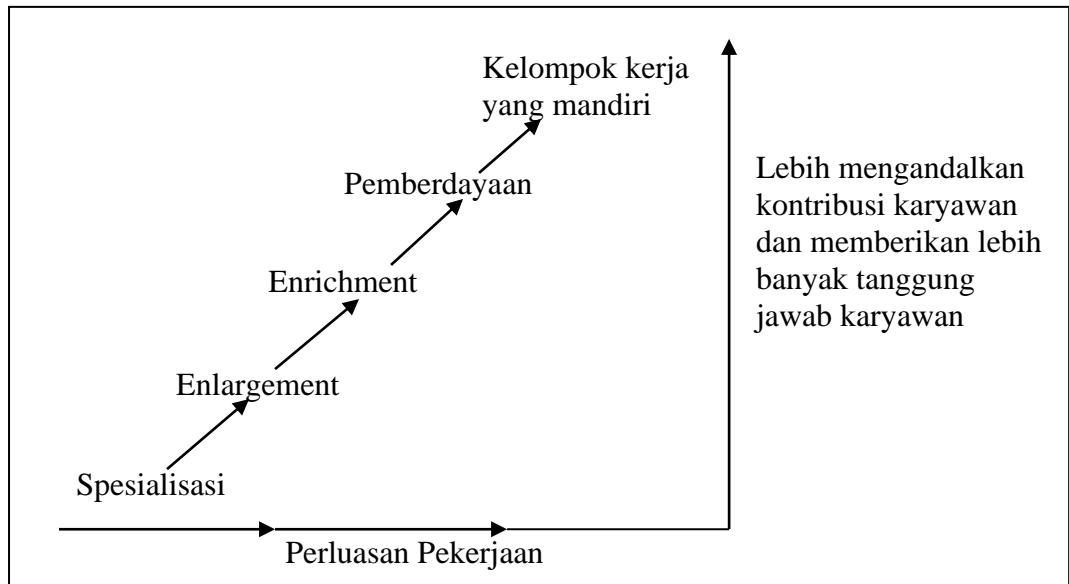 Kelompok kerja
yang mandiri
Pemberdayaan
Enrichment
Enlargement
Spesialisasi
Perluasan Pekerjaan
Lebih mengandalkan
kontribusi karyawan
dan memberikan lebih
banyak tanggung
jawab karyawan